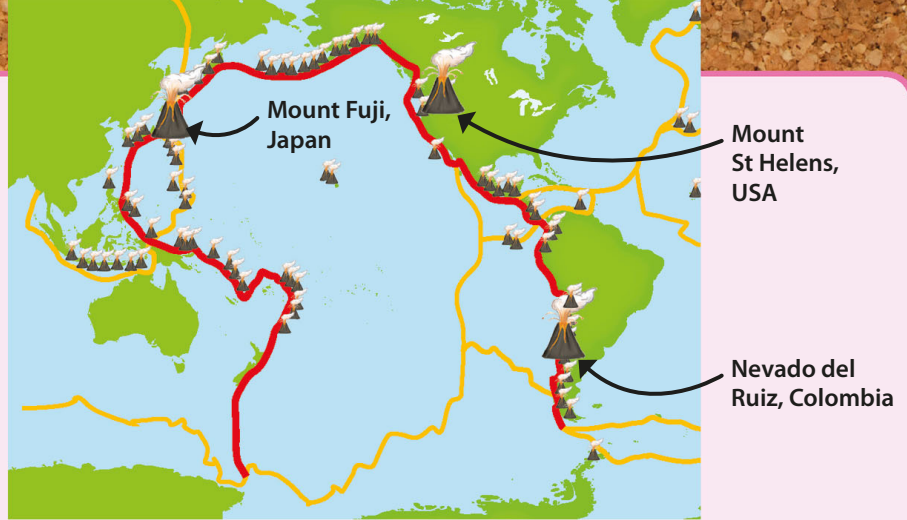 Mount Fuji,
Japan
Mount
St Helens,
USA
Nevado del
Ruiz, Colombia